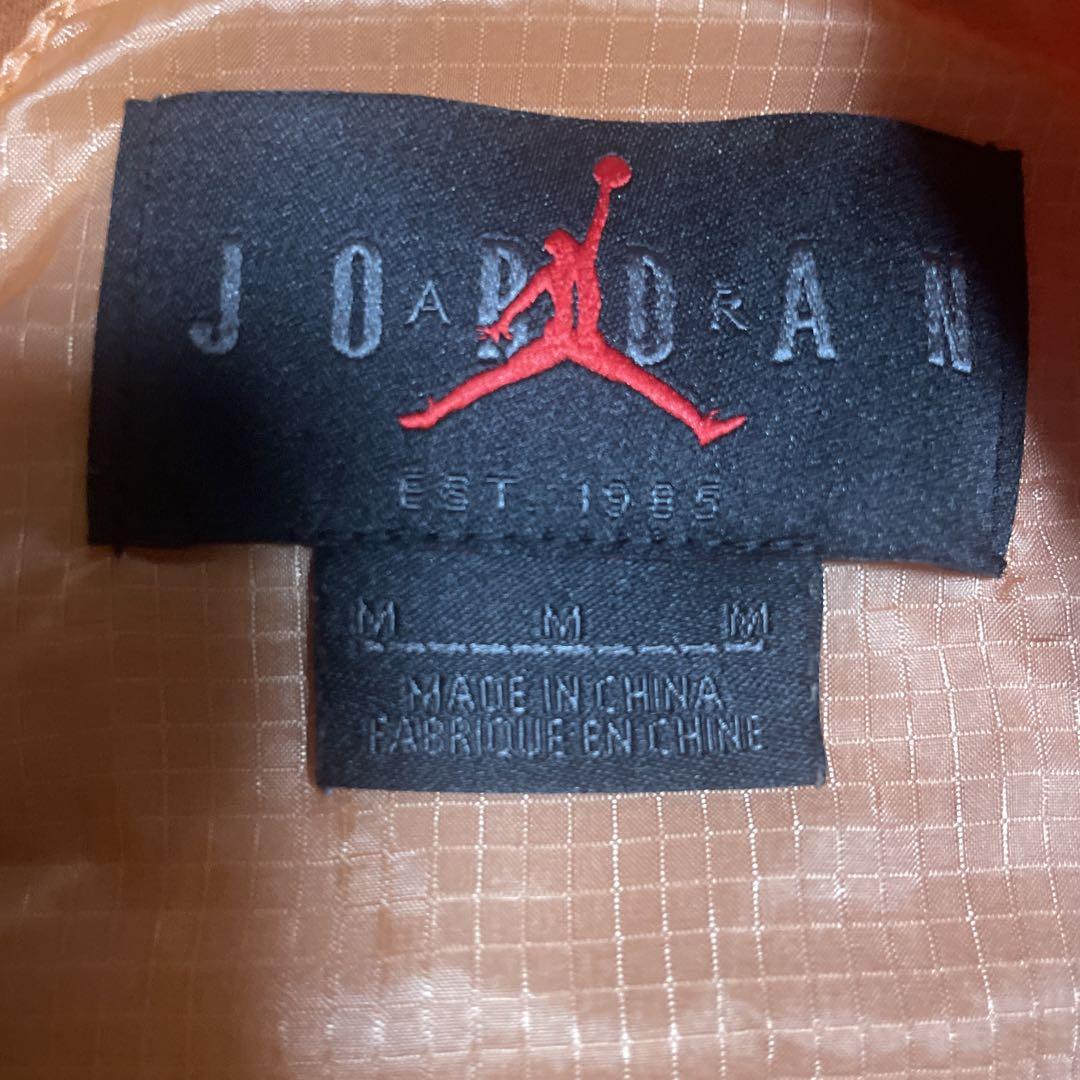 JORDAN
AIR
EST. 1985
M M M
MADE IN CHINA
FABRIQUE EN CHINE